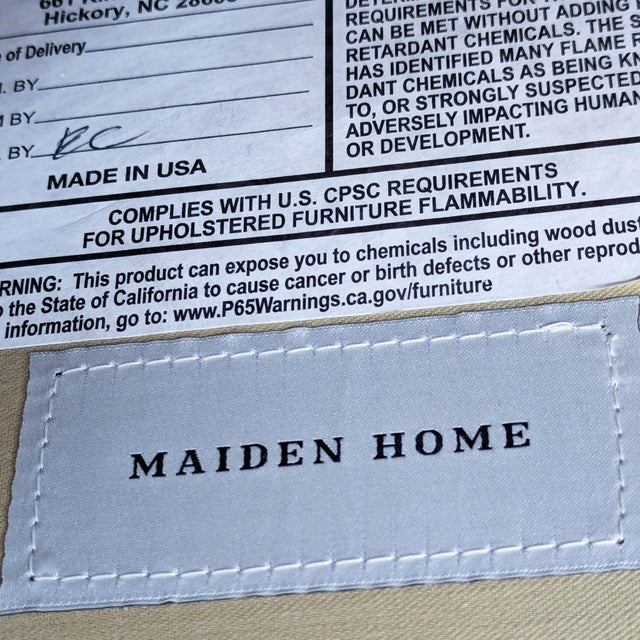 Hickory, NC
of Delivery
BY
BY
BY RC
MADE IN USA
REQUIREMENTS
CAN BE MET WITHOUT ADDING
RETARDANT CHEMICALS. THE
HAS IDENTIFIED MANY FLAME R
DANT CHEMICALS AS BEING KN
TO, OR STRONGLY SUSPECTED
ADVERSELY IMPACTING HUMAN
OR DEVELOPMENT.
COMPLIES WITH U.S. CPSC REQUIREMENTS
FOR UPHOLSTERED FURNITURE FLAMMABILITY.
RNING: This product can expose you to chemicals including wood dust
the State of California to cause cancer or birth defects or other reprod
information, go to: www.P65Warnings.ca.gov/furniture
MAIDEN HOME